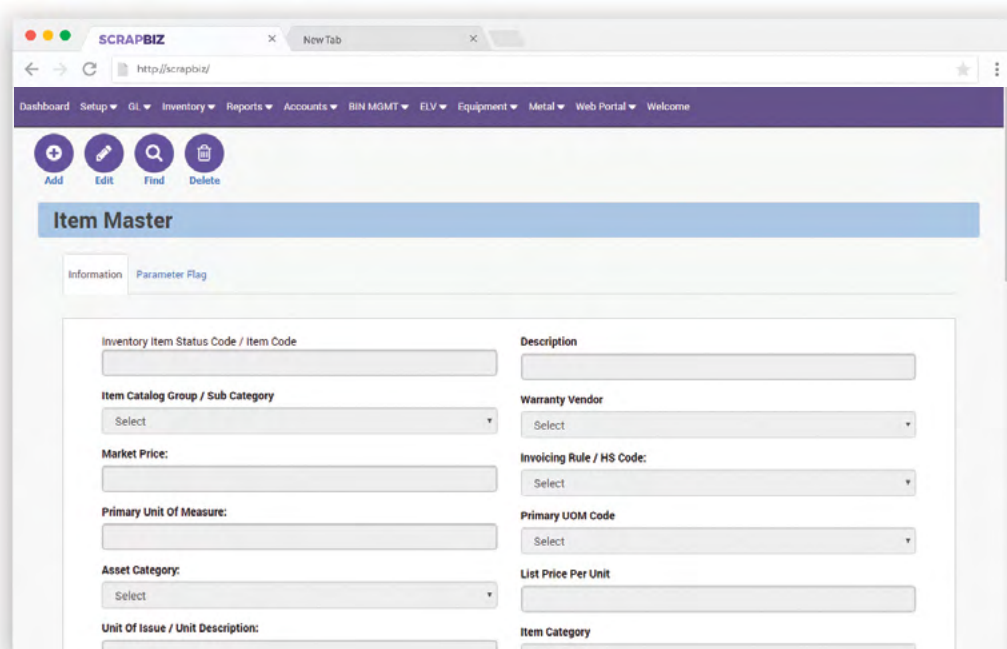 SCRAPBIZ × New Tab ×
http://scrapbiz/
Dashboard Setup GL Inventory Reports Accounts BIN MGMT ELV Equipment Metal Web Portal Welcome
Add Edit Find Delete
Item Master
Information Parameter Flag
Inventory Item Status Code / Item Code
Description
Item Catalog Group / Sub Category
Warranty Vendor
Select
Select
Market Price:
Invoicing Rule / HS Code:
Select
Primary Unit Of Measure:
Primary UOM Code
Select
Asset Category:
List Price Per Unit
Select
Unit Of Issue / Unit Description:
Item Category